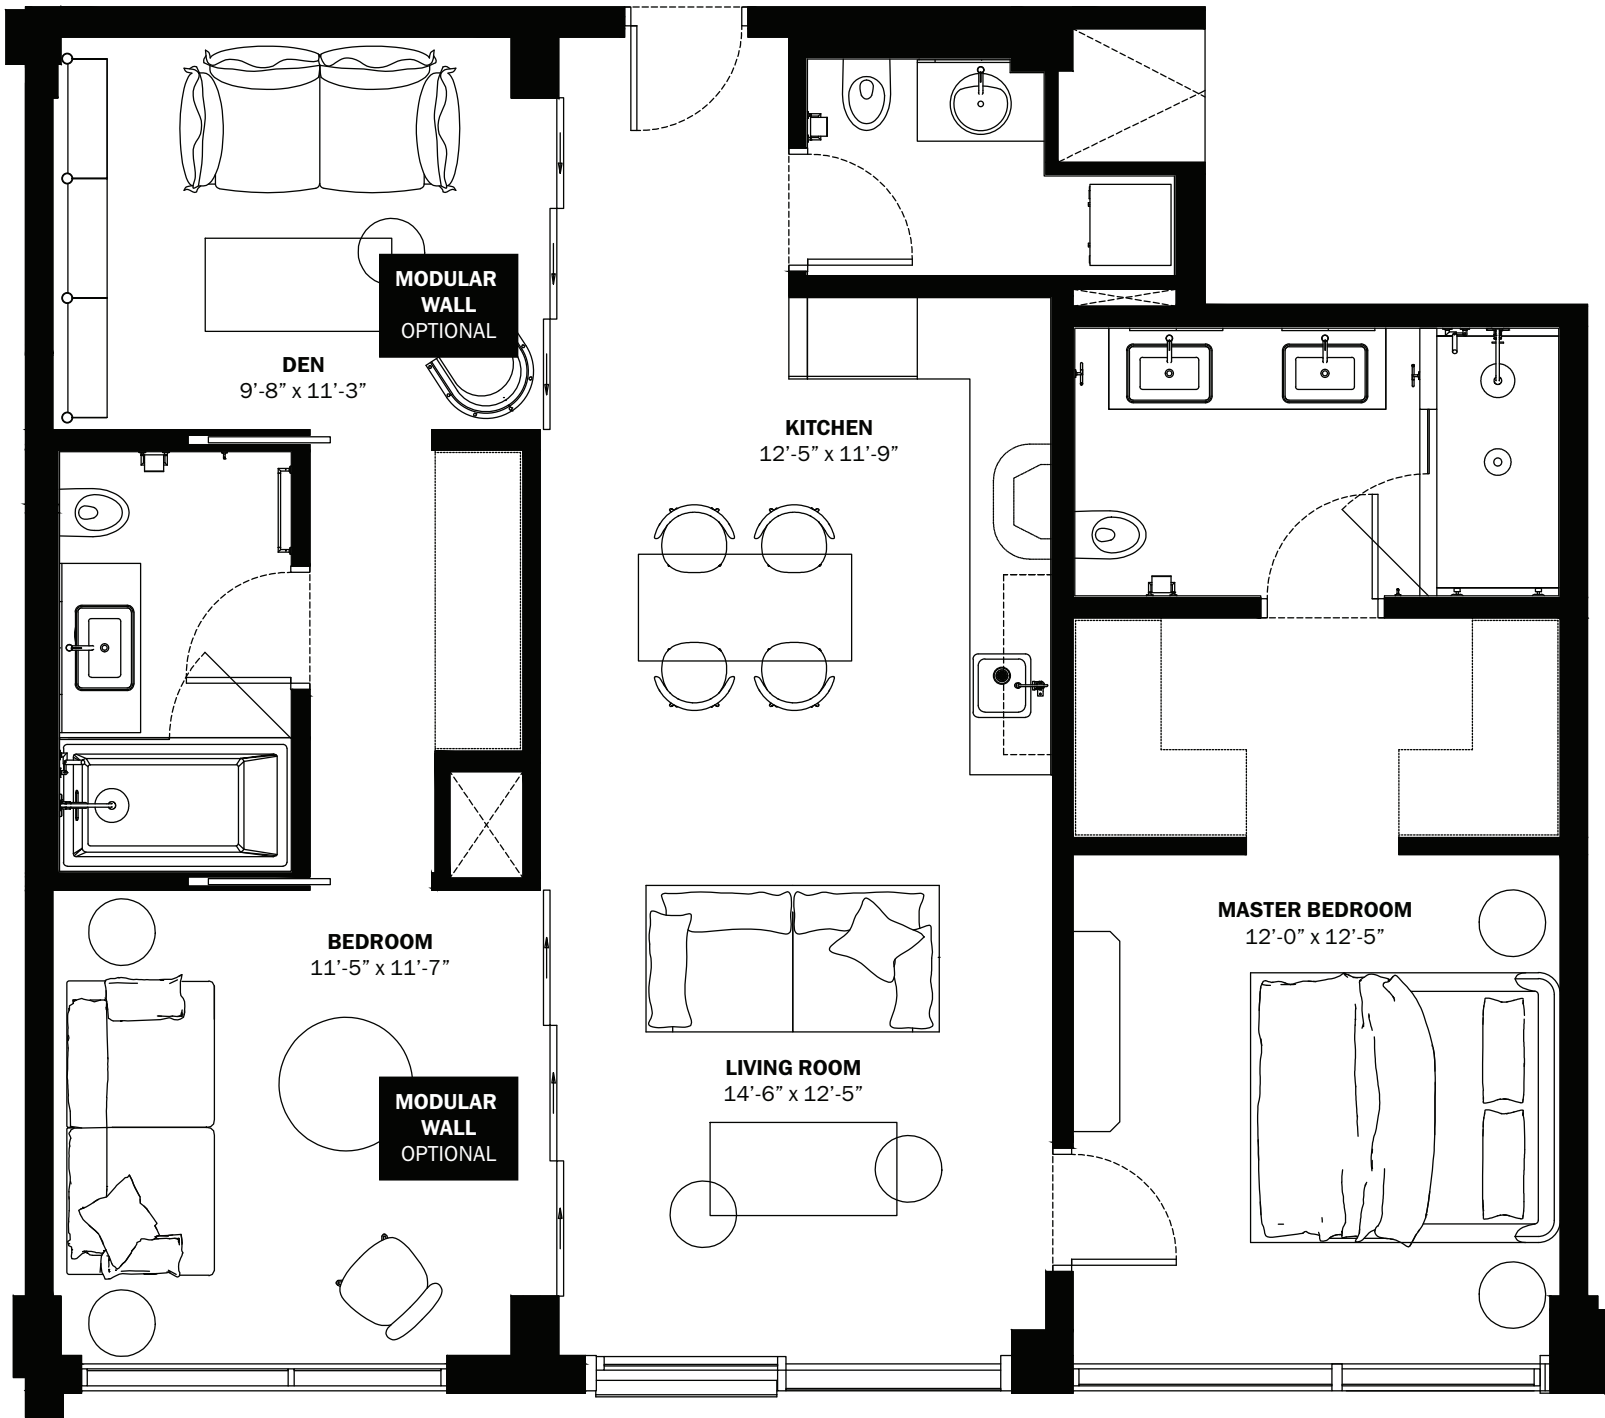 MODULAR
WALL
OPTIONAL
DEN
9’-8” x 11’-3”
KITCHEN
12’-5” x 11’-9”
BEDROOM
11’-5” x 11’-7”
MASTER BEDROOM
12’-0” x 12’-5”
LIVING ROOM
14’-6” x 12’-5”
MODULAR
WALL
OPTIONAL